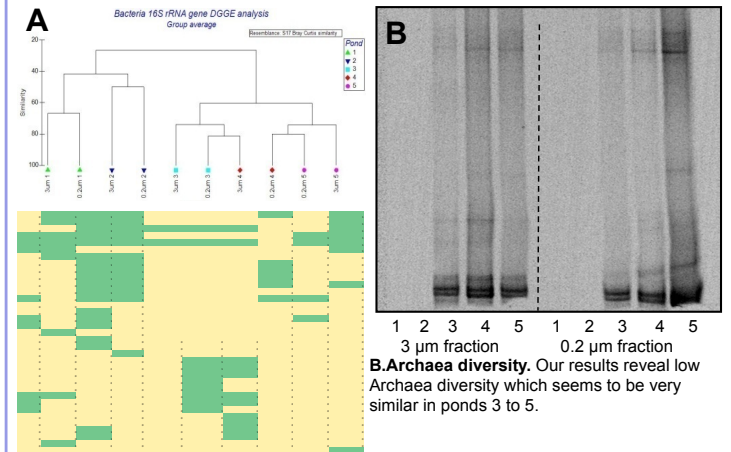 A
Bacteria 16S rRNA gene DGGE analysis
Group average
Resemblance: S17 Bray Curtis similarity
Pond
1
2
3
4
5
20
40
60
80
100
Similarity
3um 1
0.2um 1
3um 2
0.2um 2
3um 3
0.2um 3
3um 4
0.2um 4
0.2um 5
3um 5
B
1 2 3 4 5 1 2 3 4 5
3 µm fraction 0.2 µm fraction
B.Archaea diversity. Our results reveal low
Archaea diversity which seems to be very
similar in ponds 3 to 5.